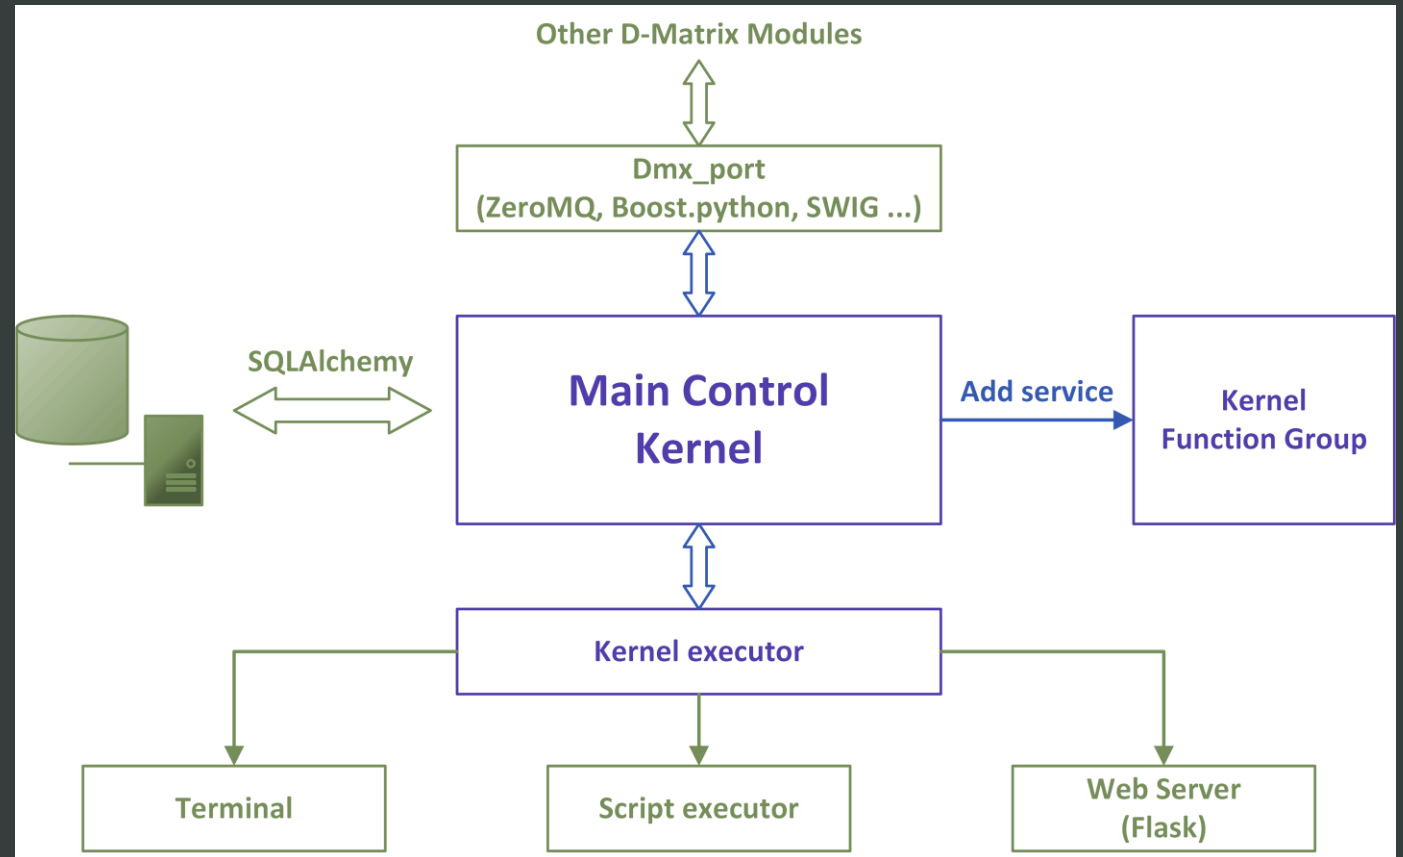 Other D-Matrix Modules
Dmx_port
(ZeroMQ, Boost.python, SWIG ...)
SQLAlchemy
Main Control
Kernel
Add service
Kernel
Function Group
Kernel executor
Terminal
Script executor
Web Server
(Flask)